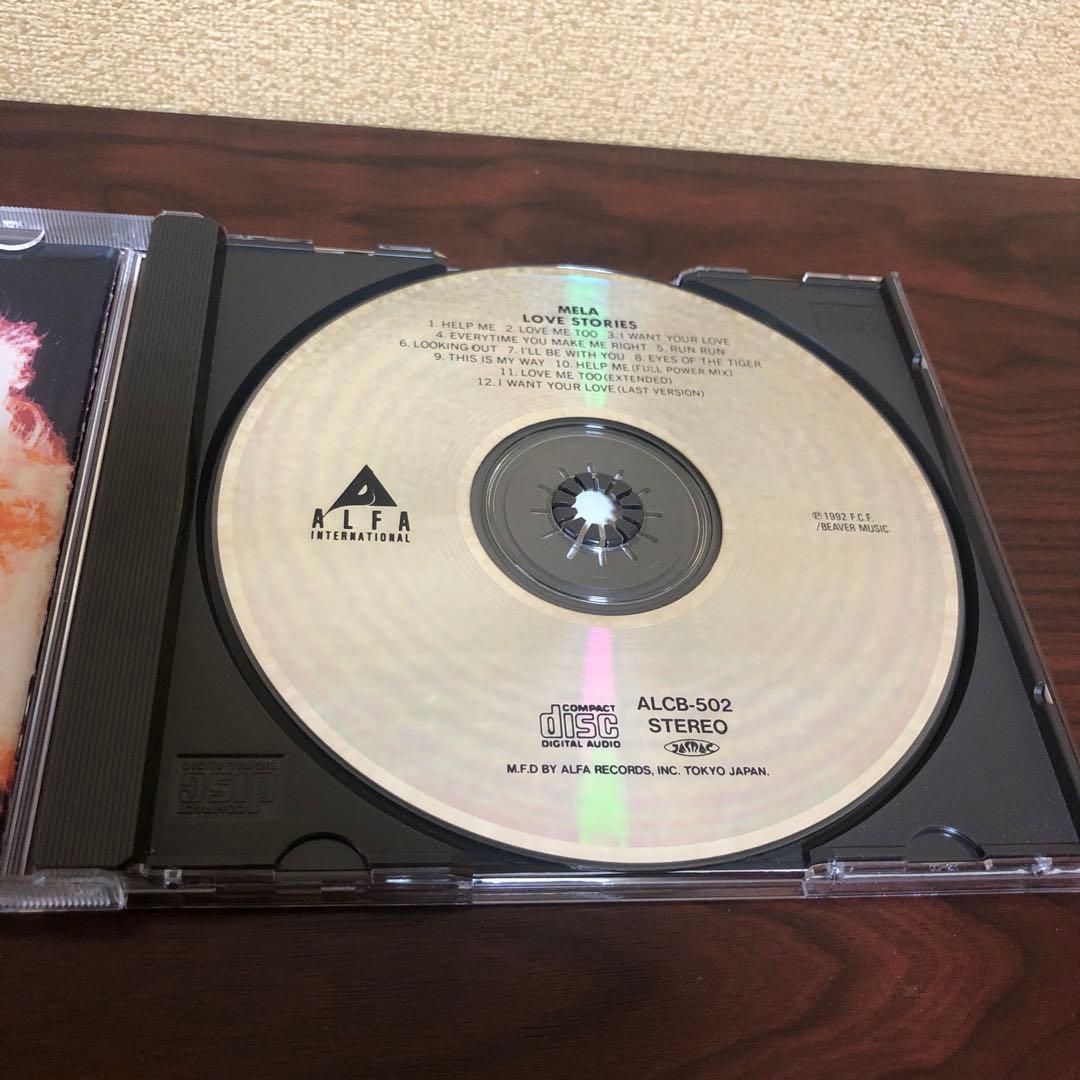 MELA
LOVE STORIES
1. HELP ME 2. LOVE ME TOO 3. I WANT YOUR LOVE
4. EVERYTIME YOU MAKE ME RIGHT 5. RUN RUN
6. LOOKING OUT 7. I'LL BE WITH YOU 8. EYES OF THE TIGER
9. THIS IS MY WAY 10. HELP ME (FULL POWER MIX)
11. LOVE ME TOO (EXTENDED)
12. I WANT YOUR LOVE (LAST VERSION)
ALFA
INTERNATIONAL
℗ 1992 F.C.F.
/BEAVER MUSIC
COMPACT
disc
DIGITAL AUDIO
ALCB-502
STEREO
JASRAC
M.F.D BY ALFA RECORDS, INC. TOKYO JAPAN.
COMPACT
disc
DIGITAL AUDIO